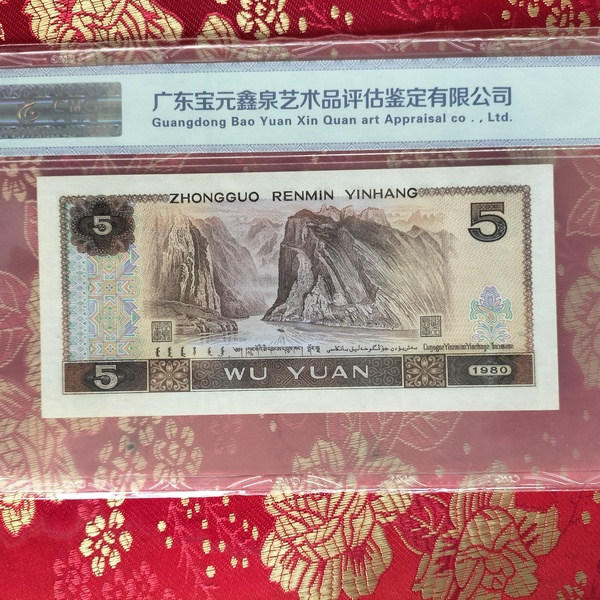 CMC
广东宝元鑫泉艺术品评估鉴定有限公司
Guangdong Bao Yuan Xin Quan art Appraisal co . , Ltd.
ZHONGGUO RENMIN YINHANG
5
5
5
WU YUAN
1980